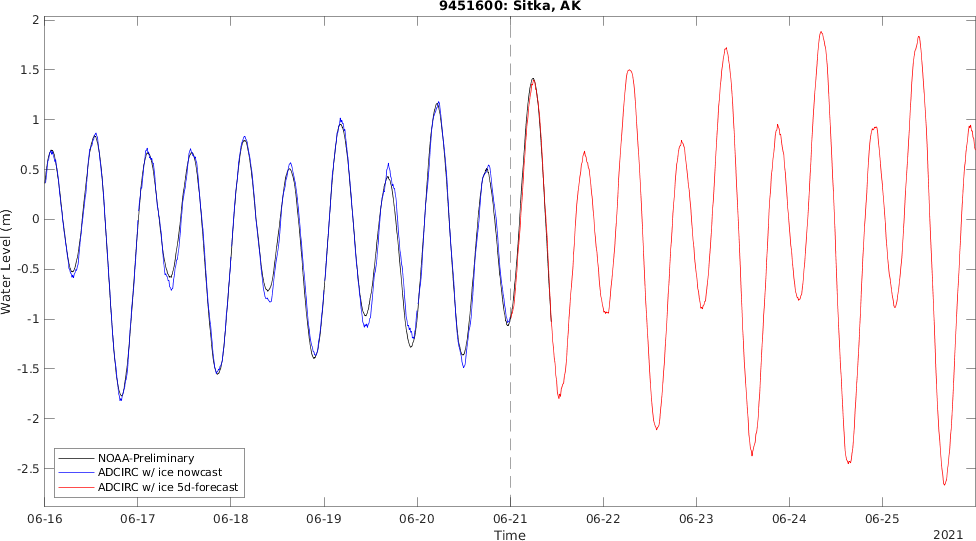 9451600: Sitka, AK
2
1.5
1
0.5
0
-0.5
-1
-1.5
-2
-2.5
Water Level (m)
NOAA-Preliminary
ADCIRC w/ ice nowcast
ADCIRC w/ ice 5d-forecast
06-16 06-17 06-18 06-19 06-20 06-21 06-22 06-23 06-24 06-25
Time
2021